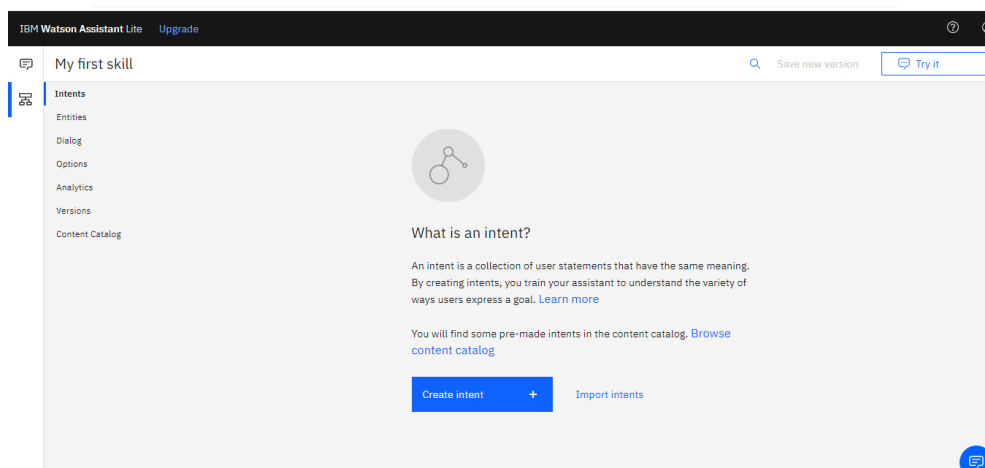 IBM Watson Assistant Lite Upgrade
My first skill
Save new version
Try it
Intents
Entities
Dialog
Options
Analytics
Versions
Content Catalog
What is an intent?
An intent is a collection of user statements that have the same meaning.
By creating intents, you train your assistant to understand the variety of
ways users express a goal. Learn more
You will find some pre-made intents in the content catalog. Browse
content catalog
Create intent +
Import intents